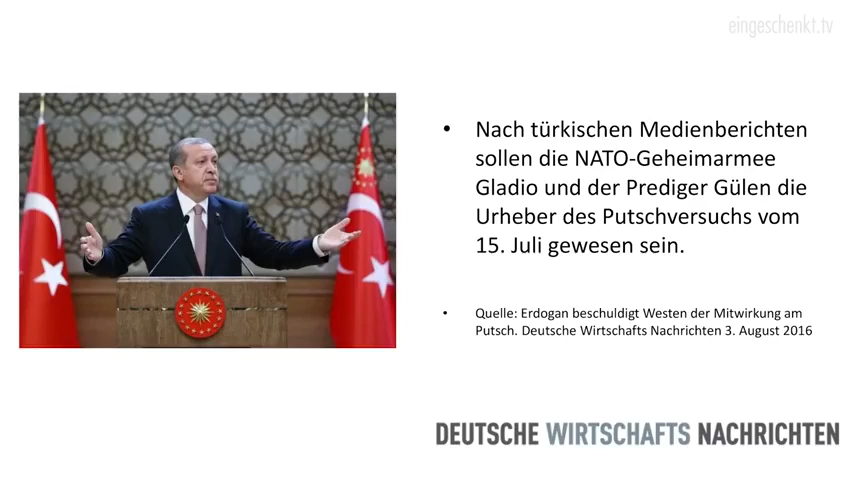 eingeschenkt.tv
• Nach türkischen Medienberichten
sollen die NATO-Geheimarmee
Gladio und der Prediger Gülen die
Urheber des Putschversuchs vom
15. Juli gewesen sein.
• Quelle: Erdogan beschuldigt Westen der Mitwirkung am
Putsch. Deutsche Wirtschafts Nachrichten 3. August 2016
DEUTSCHE WIRTSCHAFTS NACHRICHTEN